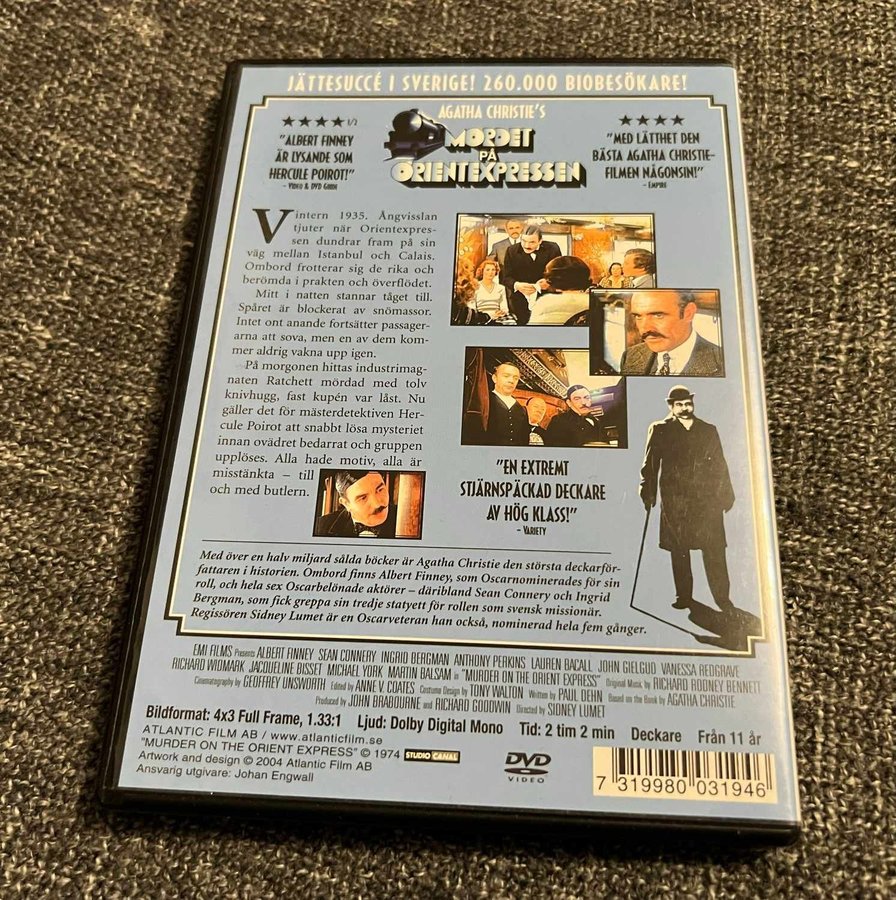 JÄTTESUCCÉ I SVERIGE! 260.000 BIOBESÖKARE!
★★★★1/2
"ALBERT FINNEY
ÄR LYSANDE SOM
HERCULE POIROT!"
- VIDEO & DVD GUIDE
AGATHA CHRISTIE'S
MORDET
PÅ
ORIENTEXPRESSEN
★★★★
"MED LÄTTHET DEN
BÄSTA AGATHA CHRISTIE-
FILMEN NÅGONSIN!"
- EMPIRE
Vintern 1935. Ångvisslan
tjuter när Orientexpres-
sen dundrar fram på sin
väg mellan Istanbul och Calais.
Ombord frotterar sig de rika och
berömda i prakten och överflödet.
Mitt i natten stannar tåget till.
Spåret är blockerat av snömassor.
Intet ont anande fortsätter passager-
arna att sova, men en av dem kom-
mer aldrig vakna upp igen.
På morgonen hittas industrimag-
naten Ratchett mördad med tolv
knivhugg, fast kupén var låst. Nu
gäller det för mästerdetektiven Her-
cule Poirot att snabbt lösa mysteriet
innan ovädret bedarrat och gruppen
upplöses. Alla hade motiv, alla är
misstänkta – till
och med butlern.
"EN EXTREMT
STJÄRNSPÄCKAD DECKARE
AV HÖG KLASS!"
- VARIETY
Med över en halv miljard sålda böcker är Agatha Christie den största deckarför-
fattaren i historien. Ombord finns Albert Finney, som Oscarnominerades för sin
roll, och hela sex Oscarbelönade aktörer – däribland Sean Connery och Ingrid
Bergman, som fick greppa sin tredje statyett för rollen som svensk missionär.
Regissören Sidney Lumet är en Oscarveteran han också, nominerad hela fem gånger.
EMI FILMS Presents ALBERT FINNEY SEAN CONNERY INGRID BERGMAN ANTHONY PERKINS LAUREN BACALL JOHN GIELGUD VANESSA REDGRAVE
RICHARD WIDMARK JACQUELINE BISSET MICHAEL YORK MARTIN BALSAM in "MURDER ON THE ORIENT EXPRESS" Original Musik by RICHARD RODNEY BENNETT
Cinematography by GEOFFREY UNSWORTH Edited by ANNE V. COATES Costume Design by TONY WALTON Written by PAUL DEHN Based on the Book by AGATHA CHRISTIE
Produced by JOHN BRABOURNE and RICHARD GOODWIN Directed by SIDNEY LUMET
Bildformat: 4x3 Full Frame, 1.33:1 Ljud: Dolby Digital Mono Tid: 2 tim 2 min Deckare Från 11 år
ATLANTIC FILM AB / www.atlanticfilm.se
"MURDER ON THE ORIENT EXPRESS" © 1974 STUDIO CANAL
Artwork and design © 2004 Atlantic Film AB
Ansvarig utgivare: Johan Engwall
DVD
VIDEO
7 319980 031946